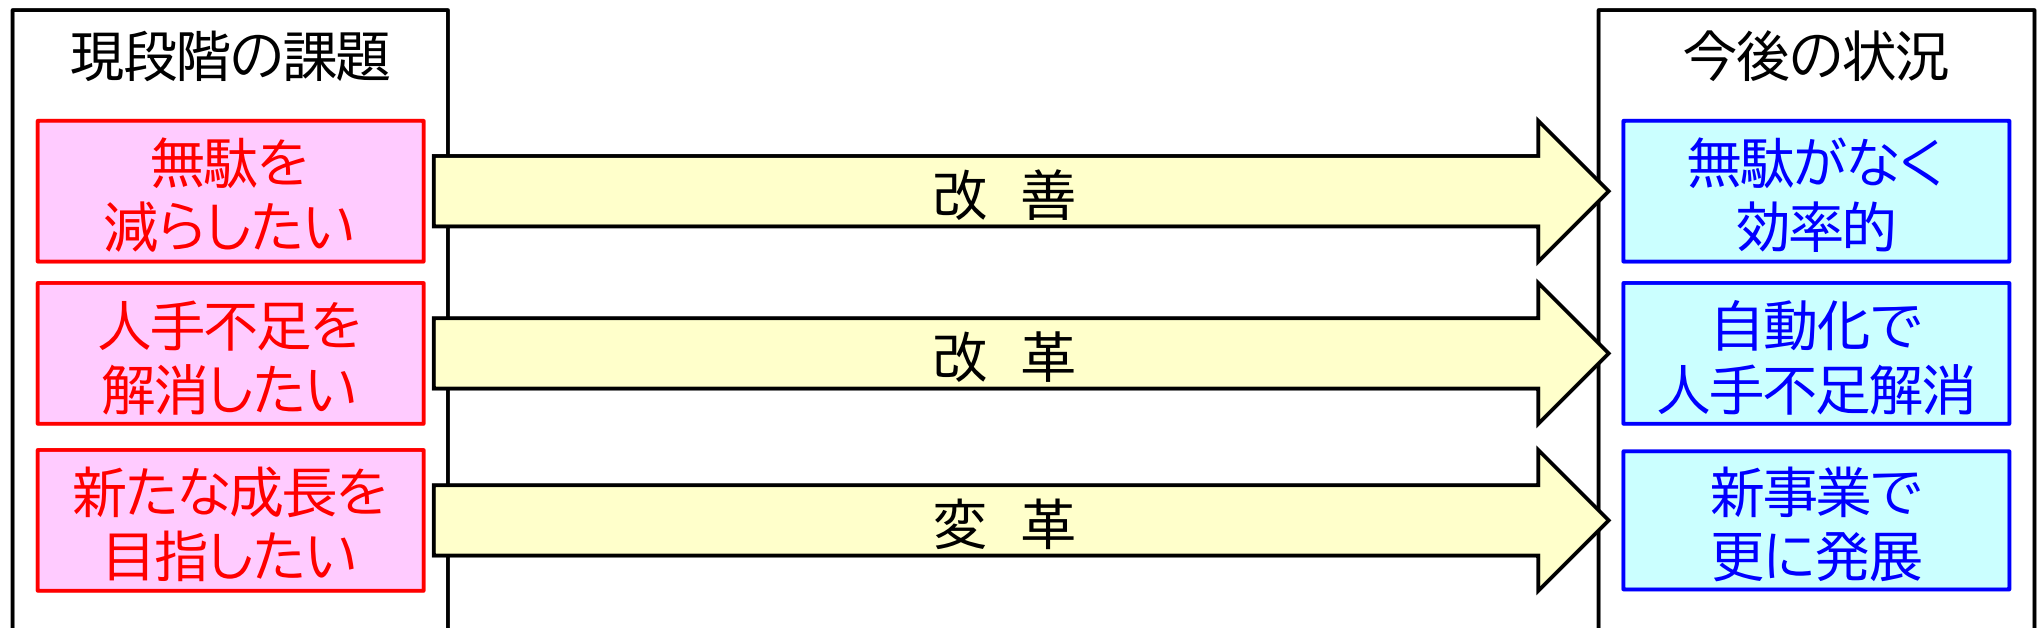 現段階の課題
今後の状況
無駄を
減らしたい
改 善
無駄がなく
効率的
人手不足を
解消したい
改 革
自動化で
人手不足解消
新たな成長を
目指したい
変 革
新事業で
更に発展